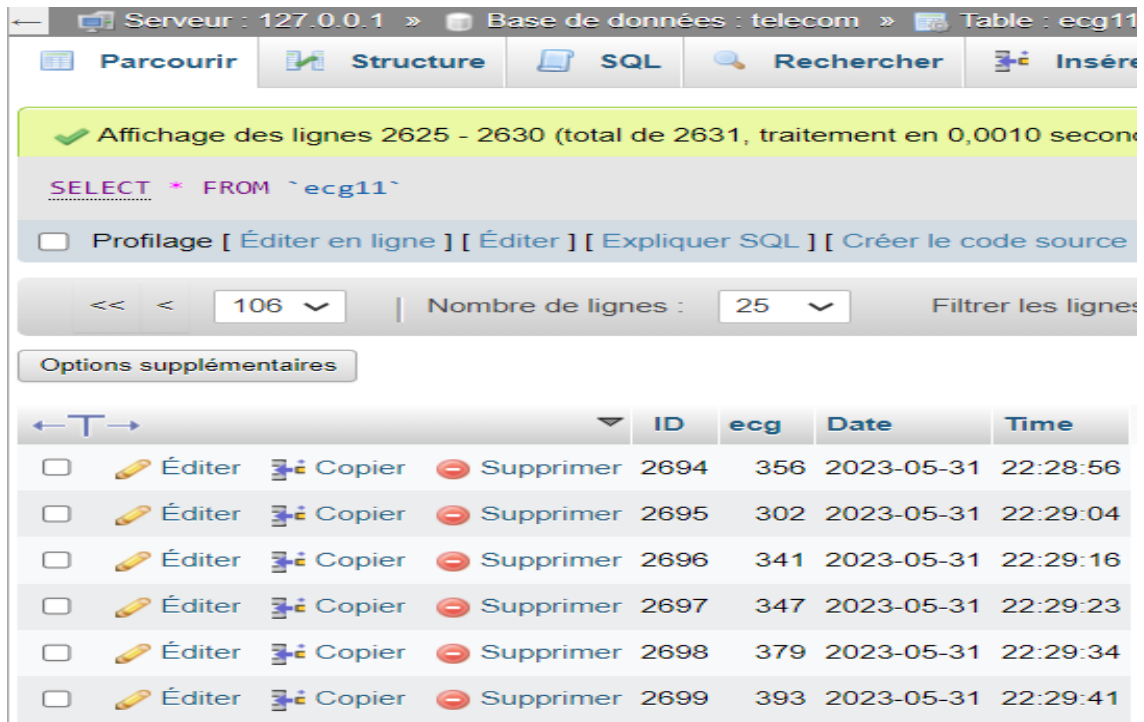 Serveur : 127.0.0.1 » Base de données : telecom » Table : ecg11
Parcourir Structure SQL Rechercher Insére
Affichage des lignes 2625 - 2630 (total de 2631, traitement en 0,0010 second
SELECT * FROM `ecg11`
Profilage [ Éditer en ligne ] [ Éditer ] [ Expliquer SQL ] [ Créer le code source
<< < 106 | Nombre de lignes : 25 Filtrer les lignes
Options supplémentaires
ID ecg Date Time
Éditer Copier Supprimer 2694 356 2023-05-31 22:28:56
Éditer Copier Supprimer 2695 302 2023-05-31 22:29:04
Éditer Copier Supprimer 2696 341 2023-05-31 22:29:16
Éditer Copier Supprimer 2697 347 2023-05-31 22:29:23
Éditer Copier Supprimer 2698 379 2023-05-31 22:29:34
Éditer Copier Supprimer 2699 393 2023-05-31 22:29:41